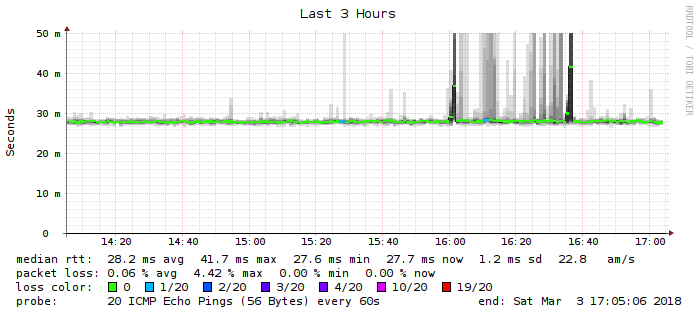 Last 3 Hours
RRDTOOL / TOBI OETIKER
Seconds
50 m
40 m
30 m
20 m
10 m
0
14:20 14:40 15:00 15:20 15:40 16:00 16:20 16:40 17:00
median rtt: 28.2 ms avg 41.7 ms max 27.6 ms min 27.7 ms now 1.2 ms sd 22.8 am/s
packet loss: 0.06 % avg 4.42 % max 0.00 % min 0.00 % now
loss color: 0 1/20 2/20 3/20 4/20 10/20 19/20
probe: 20 ICMP Echo Pings (56 Bytes) every 60s end: Sat Mar 3 17:05:06 2018